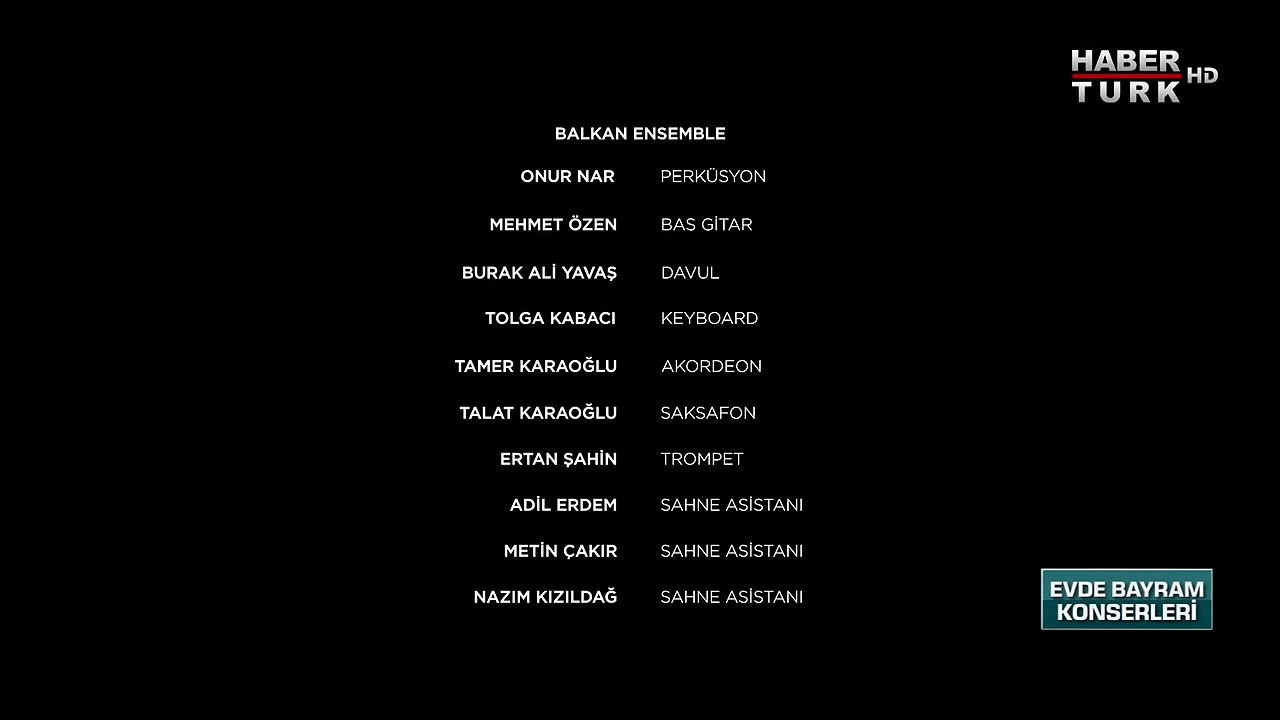 HABER
TURK HD
BALKAN ENSEMBLE
ONUR NAR PERKÜSYON
MEHMET ÖZEN BAS GİTAR
BURAK ALİ YAVAŞ DAVUL
TOLGA KABACI KEYBOARD
TAMER KARAOĞLU AKORDEON
TALAT KARAOĞLU SAKSAFON
ERTAN ŞAHİN TROMPET
ADİL ERDEM SAHNE ASİSTANI
METİN ÇAKIR SAHNE ASİSTANI
NAZIM KIZILDAĞ SAHNE ASİSTANI
EVDE BAYRAM
KONSERLERİ